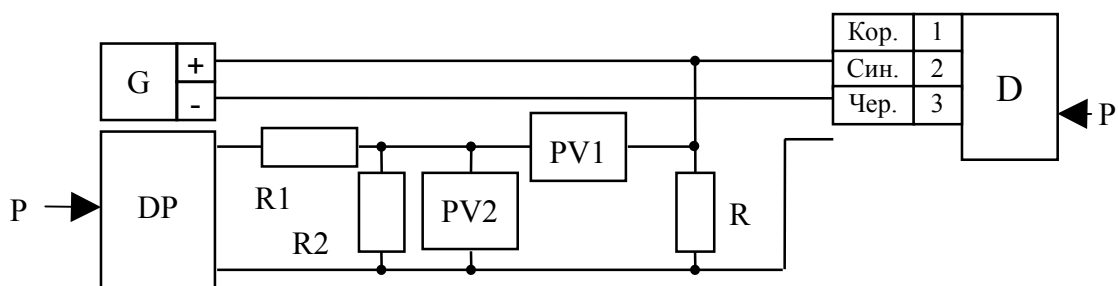 Кор. 1
G + Син. 2 D
- Чер. 3
P
PV1
P DP R1 PV2 R
R2